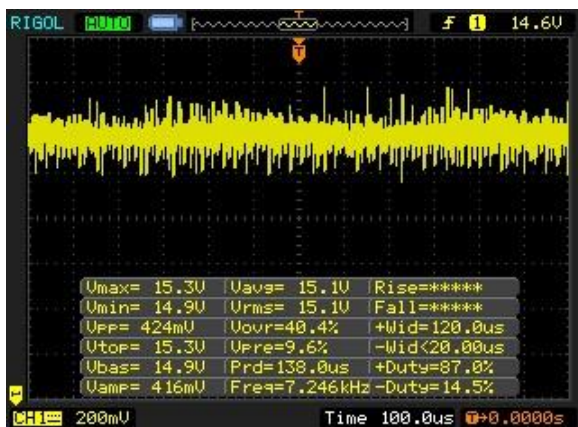 RIGOL AUTO 1 14.6V
T
Vmax= 15.3V Vavg= 15.1V Rise=*****
Vmin= 14.9V Vrms= 15.1V Fall=*****
Vpp= 424mV Vovr=40.4% +Wid=120.0us
Vtop= 15.3V Vpre=9.6% -Wid<20.00us
Vbas= 14.9V Prd=138.0us +Duty=87.0%
Vamp= 416mV Freq=7.246kHz -Duty=14.5%
CH1 200mV Time 100.0us T→0.0000s